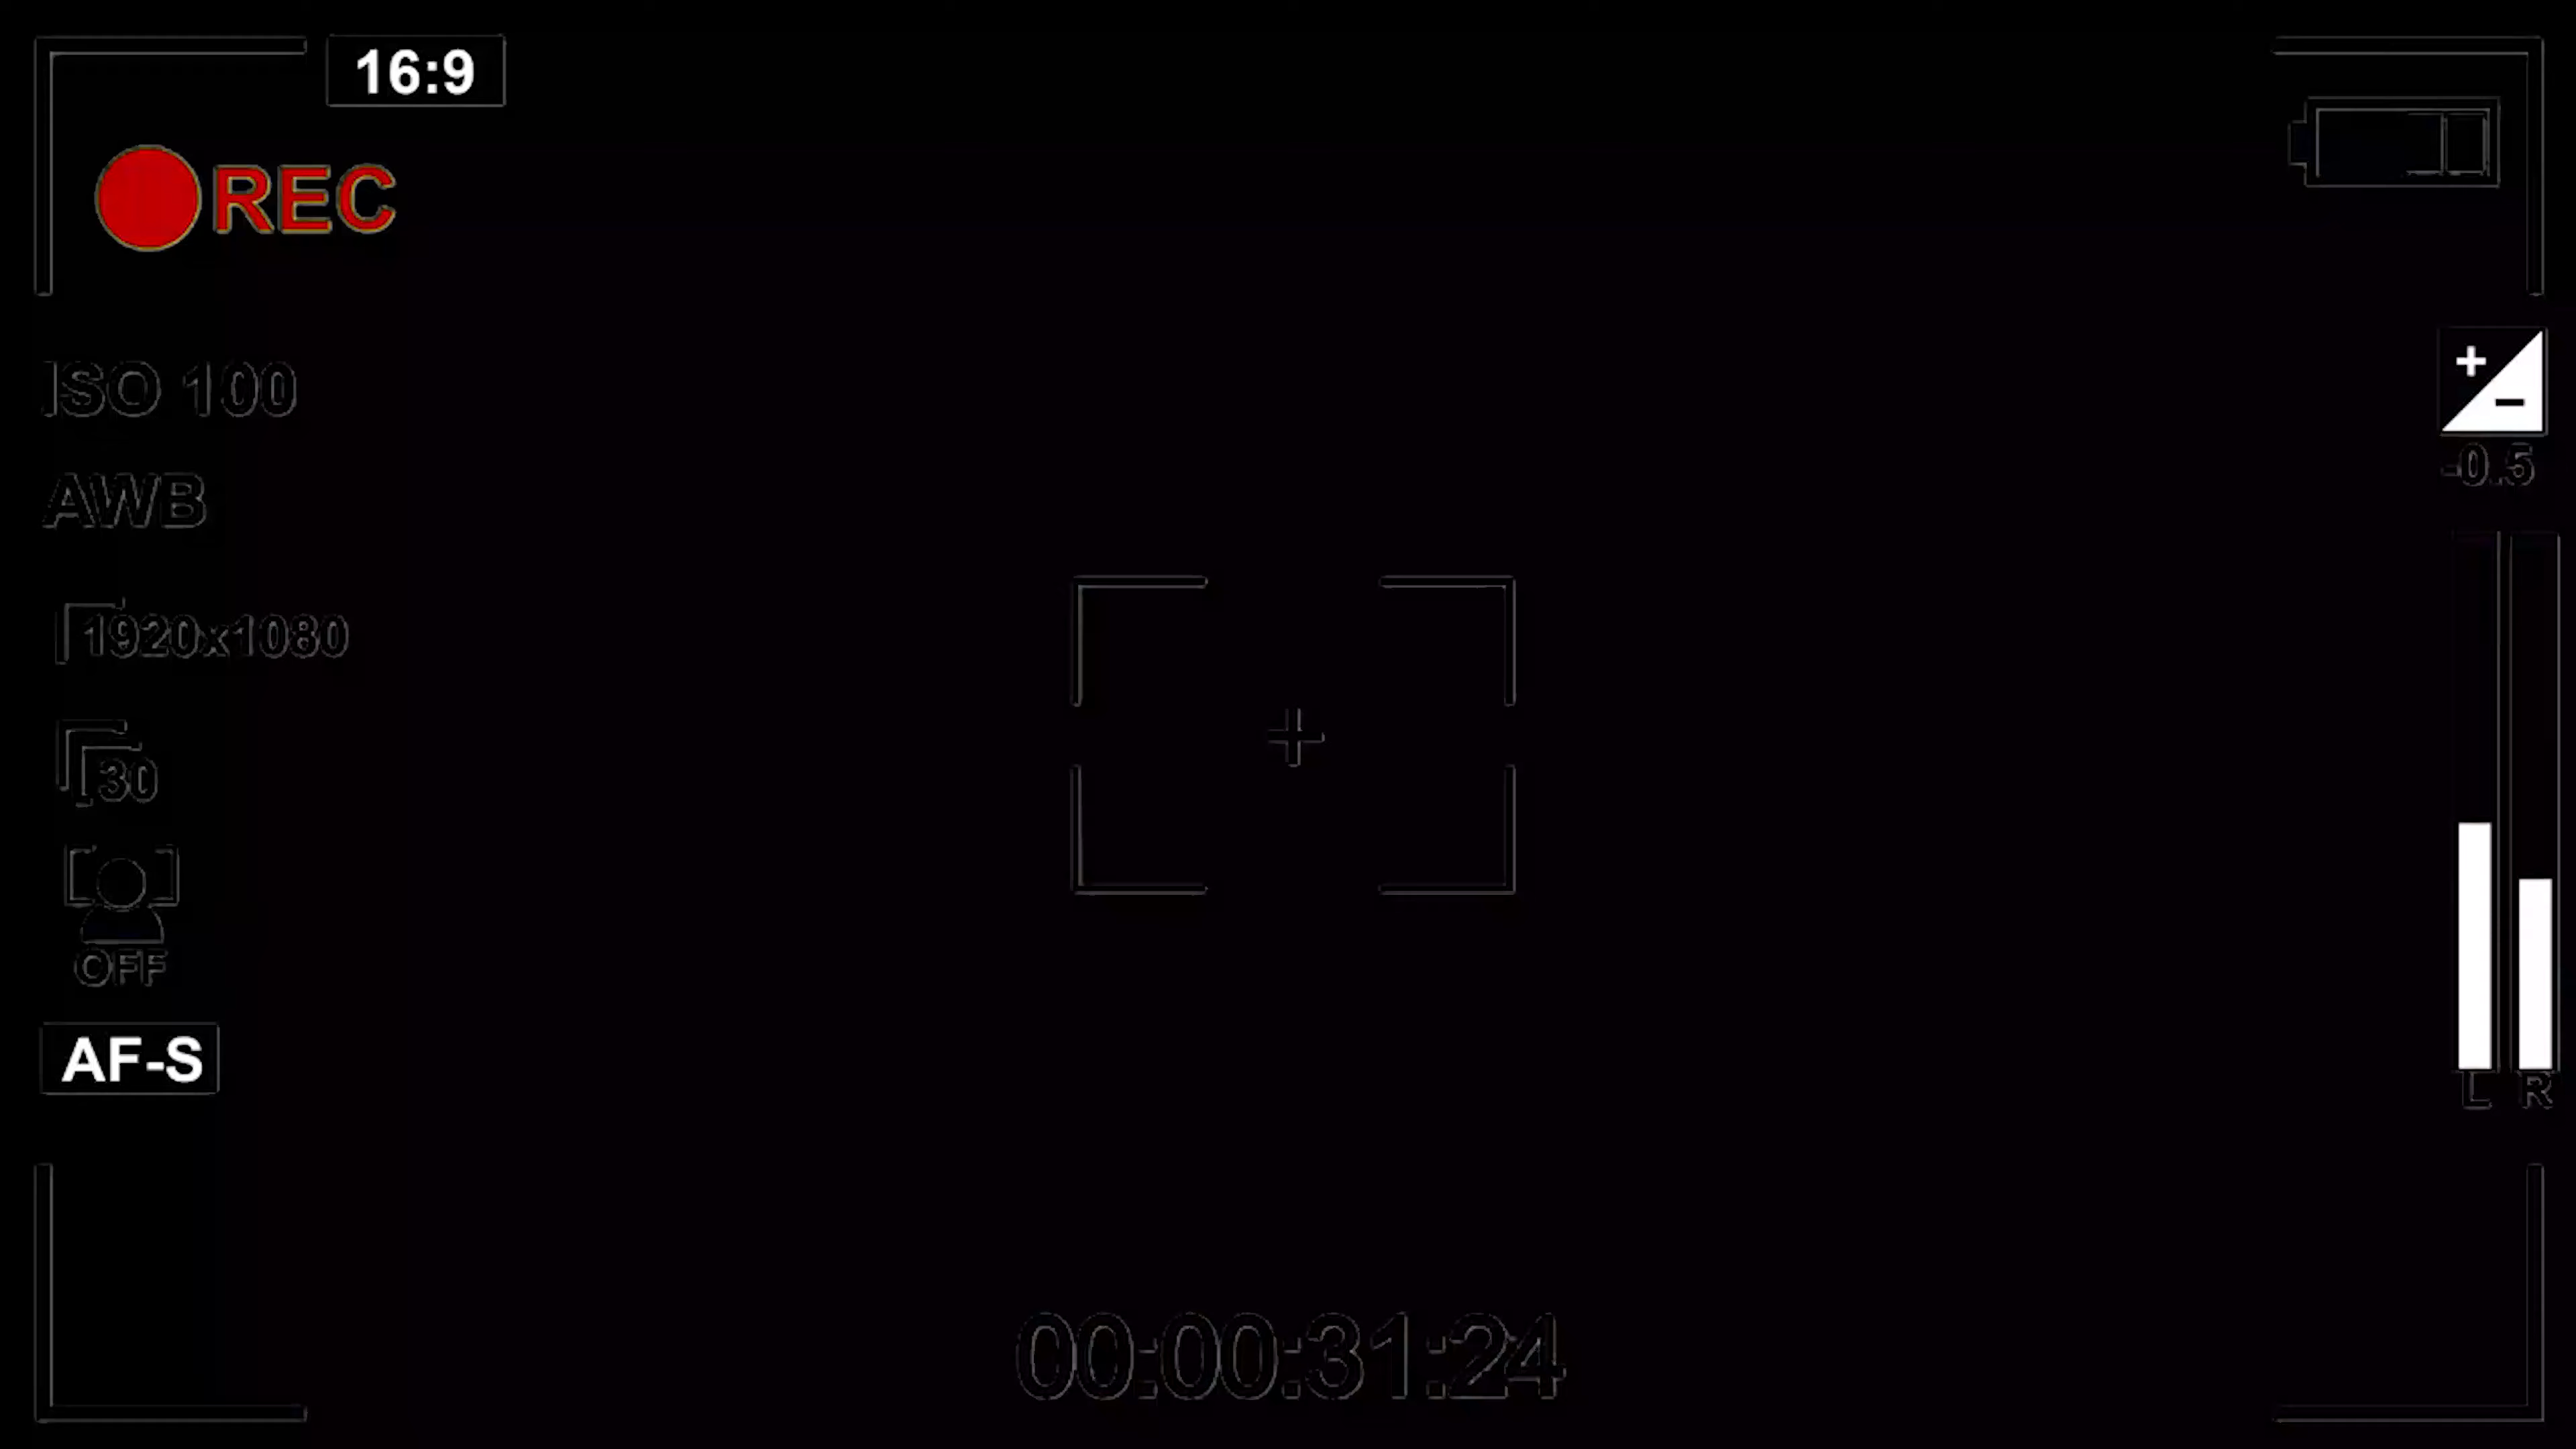 16:9
REC
ISO 100
AWB
-0.5
1920x1080
30
OFF
AF-S
L R
00:00:31:24